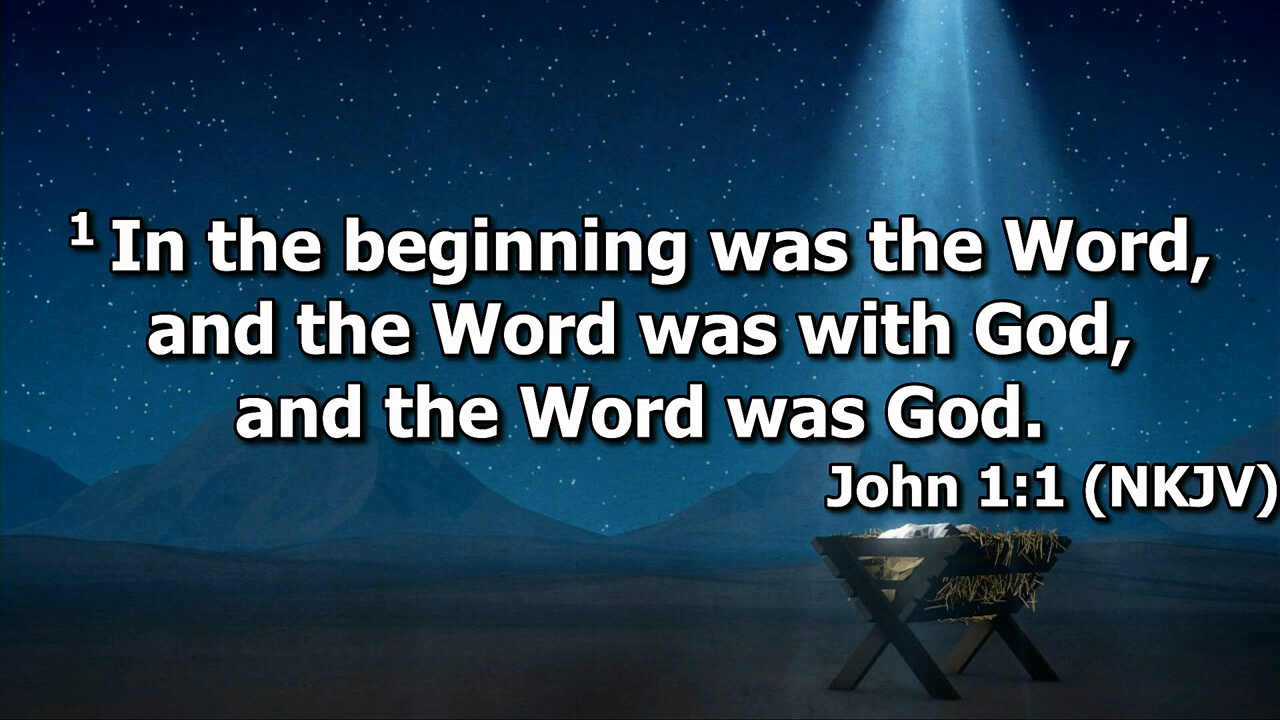 1 In the beginning was the Word,
and the Word was with God,
and the Word was God.
John 1:1 (NKJV)